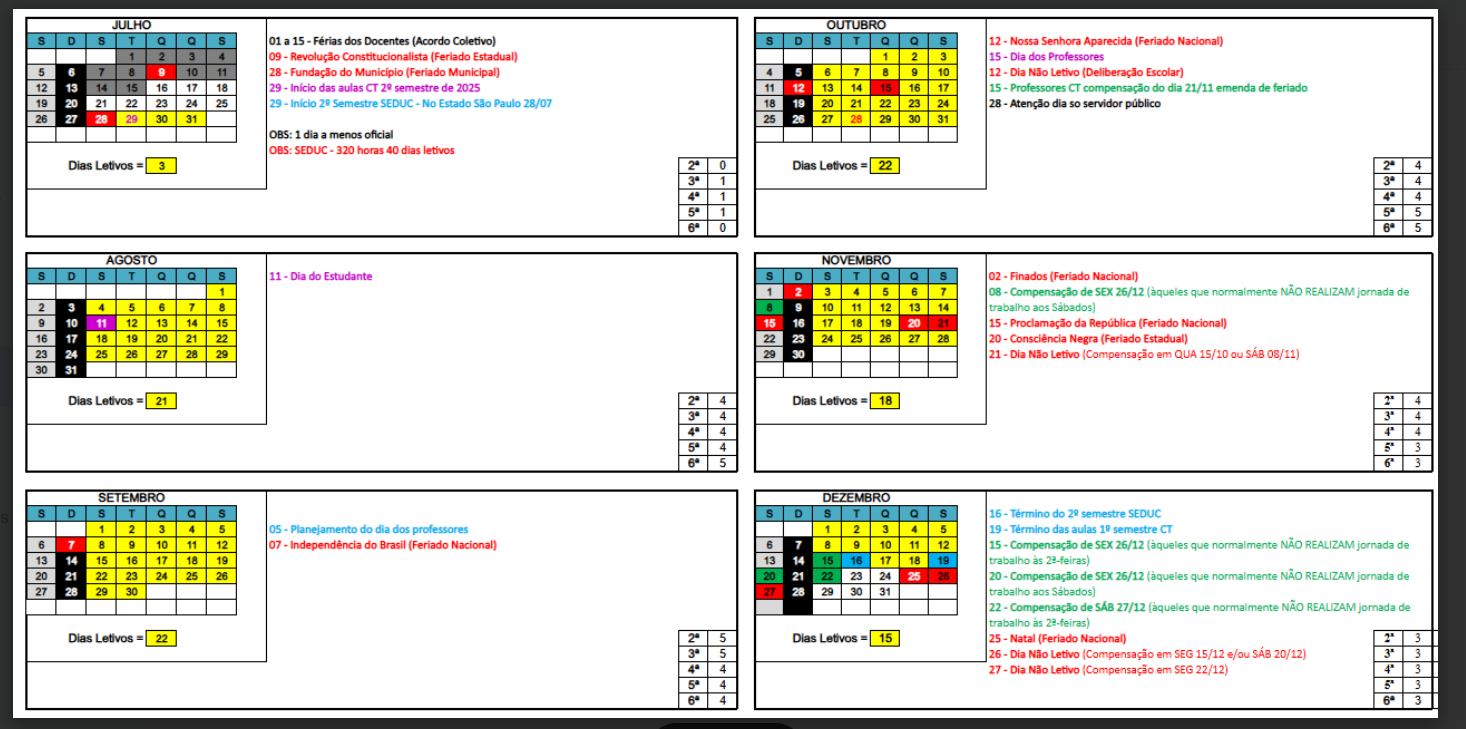 JULHO
S D S T Q Q S
1 2 3 4
5 6 7 8 9 10 11
12 13 14 15 16 17 18
19 20 21 22 23 24 25
26 27 28 29 30 31
Dias Letivos = 3
01 a 15 - Férias dos Docentes (Acordo Coletivo)
09 - Revolução Constitucionalista (Feriado Estadual)
28 - Fundação do Município (Feriado Municipal)
29 - Início das aulas CT 2º semestre de 2025
29 - Início 2º Semestre SEDUC - No Estado São Paulo 28/07
OBS: 1 dia a menos oficial
OBS: SEDUC - 320 horas 40 dias letivos
2ª 0
3ª 1
4ª 1
5ª 1
6ª 0
OUTUBRO
S D S T Q Q S
1 2 3
4 5 6 7 8 9 10
11 12 13 14 15 16 17
18 19 20 21 22 23 24
25 26 27 28 29 30 31
Dias Letivos = 22
12 - Nossa Senhora Aparecida (Feriado Nacional)
15 - Dia dos Professores
12 - Dia Não Letivo (Deliberação Escolar)
15 - Professores CT compensação do dia 21/11 emenda de feriado
28 - Atenção dia so servidor público
2ª 4
3ª 4
4ª 4
5ª 5
6ª 5
AGOSTO
S D S T Q Q S
1
2 3 4 5 6 7 8
9 10 11 12 13 14 15
16 17 18 19 20 21 22
23 24 25 26 27 28 29
30 31
Dias Letivos = 21
11 - Dia do Estudante
2ª 4
3ª 4
4ª 4
5ª 4
6ª 5
NOVEMBRO
S D S T Q Q S
1 2 3 4 5 6 7
8 9 10 11 12 13 14
15 16 17 18 19 20 21
22 23 24 25 26 27 28
29 30
Dias Letivos = 18
02 - Finados (Feriado Nacional)
08 - Compensação de SEX 26/12 (àqueles que normalmente NÃO REALIZAM jornada de
trabalho aos Sábados)
15 - Proclamação da República (Feriado Nacional)
20 - Consciência Negra (Feriado Estadual)
21 - Dia Não Letivo (Compensação em QUA 15/10 ou SÁB 08/11)
2ª 4
3ª 4
4ª 4
5ª 3
6ª 3
SETEMBRO
S D S T Q Q S
1 2 3 4 5
6 7 8 9 10 11 12
13 14 15 16 17 18 19
20 21 22 23 24 25 26
27 28 29 30
Dias Letivos = 22
05 - Planejamento do dia dos professores
07 - Independência do Brasil (Feriado Nacional)
2ª 5
3ª 5
4ª 4
5ª 4
6ª 4
DEZEMBRO
S D S T Q Q S
1 2 3 4 5
6 7 8 9 10 11 12
13 14 15 16 17 18 19
20 21 22 23 24 25 26
27 28 29 30 31
Dias Letivos = 15
16 - Término do 2º semestre SEDUC
19 - Término das aulas 1º semestre CT
15 - Compensação de SEX 26/12 (àqueles que normalmente NÃO REALIZAM jornada de
trabalho às 2ª-feiras)
20 - Compensação de SEX 26/12 (àqueles que normalmente NÃO REALIZAM jornada de
trabalho aos Sábados)
22 - Compensação de SÁB 27/12 (àqueles que normalmente NÃO REALIZAM jornada de
trabalho às 2ª-feiras)
25 - Natal (Feriado Nacional)
26 - Dia Não Letivo (Compensação em SEG 15/12 e/ou SÁB 20/12)
27 - Dia Não Letivo (Compensação em SEG 22/12)
2ª 3
3ª 3
4ª 3
5ª 3
6ª 3